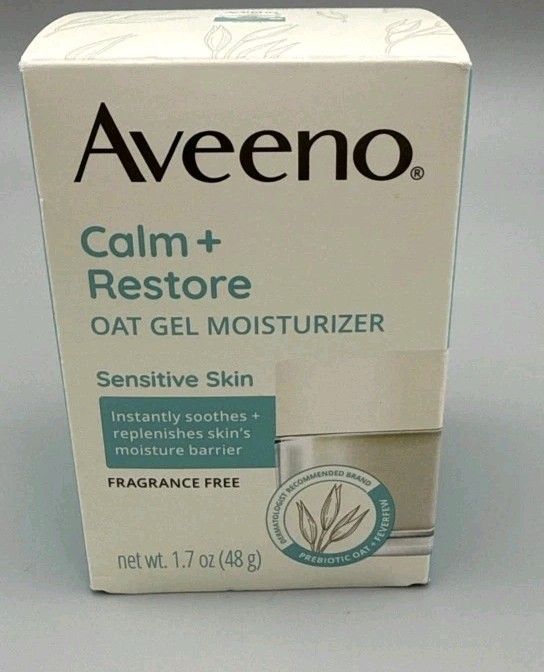 Aveeno®
Calm +
Restore
OAT GEL MOISTURIZER
Sensitive Skin
Instantly soothes +
replenishes skin's
moisture barrier
FRAGRANCE FREE
DERMATOLOGIST RECOMMENDED BRAND
PREBIOTIC OAT + FEVERFEW
net wt. 1.7 oz (48 g)